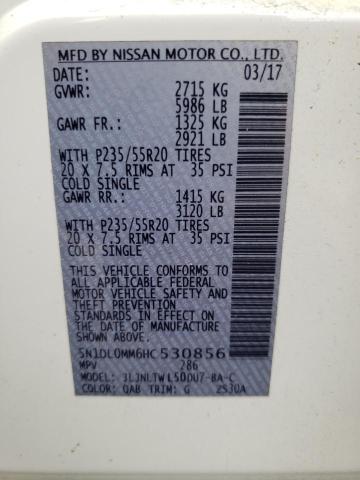 MFD BY NISSAN MOTOR CO., LTD.
DATE: 03/17
GVWR: 2715 KG
5986 LB
GAWR FR.: 1325 KG
2921 LB
WITH P235/55R20 TIRES
20 X 7.5 RIMS AT 35 PSI
COLD SINGLE
GAWR RR.: 1415 KG
3120 LB
WITH P235/55R20 TIRES
20 X 7.5 RIMS AT 35 PSI
COLD SINGLE
THIS VEHICLE CONFORMS TO
ALL APPLICABLE FEDERAL
MOTOR VEHICLE SAFETY AND
THEFT PREVENTION
STANDARDS IN EFFECT ON
THE DATE OF MANUFACTURE
SHOWN ABOVE.
5N1DL0MM6HC530856
MPV 286
MODEL: 3LJNLTWL50DU7-BA-C
COLOR: QAB TRIM: G 2S30A